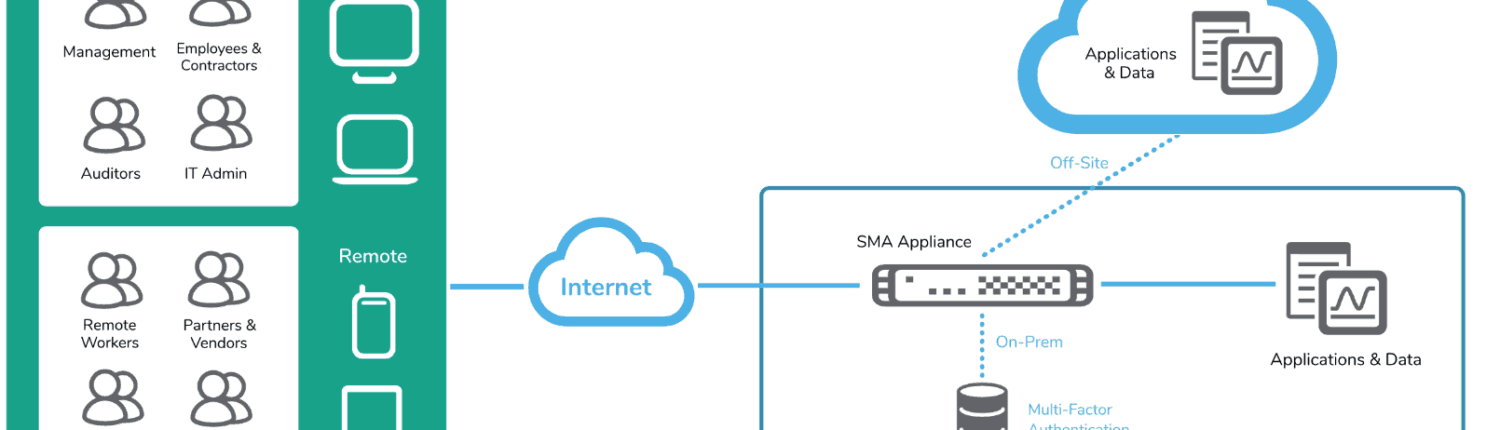 Management
Employees &
Contractors
Auditors
IT Admin
Remote
Workers
Partners &
Vendors
Remote
Internet
Applications
& Data
Off-Site
SMA Appliance
On-Prem
Applications & Data
Multi-Factor
Authentication